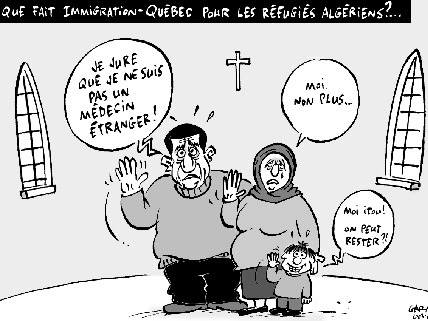 QUE FAIT IMMIGRATION-QUÉBEC POUR LES RÉFUGIÉS ALGÉRIENS?...
JE JURE
QUE JE NE SUIS
PAS UN
MÉDECIN
ÉTRANGER!
MOI
NON PLUS...
MOI ITOU!
ON PEUT
RESTER?!